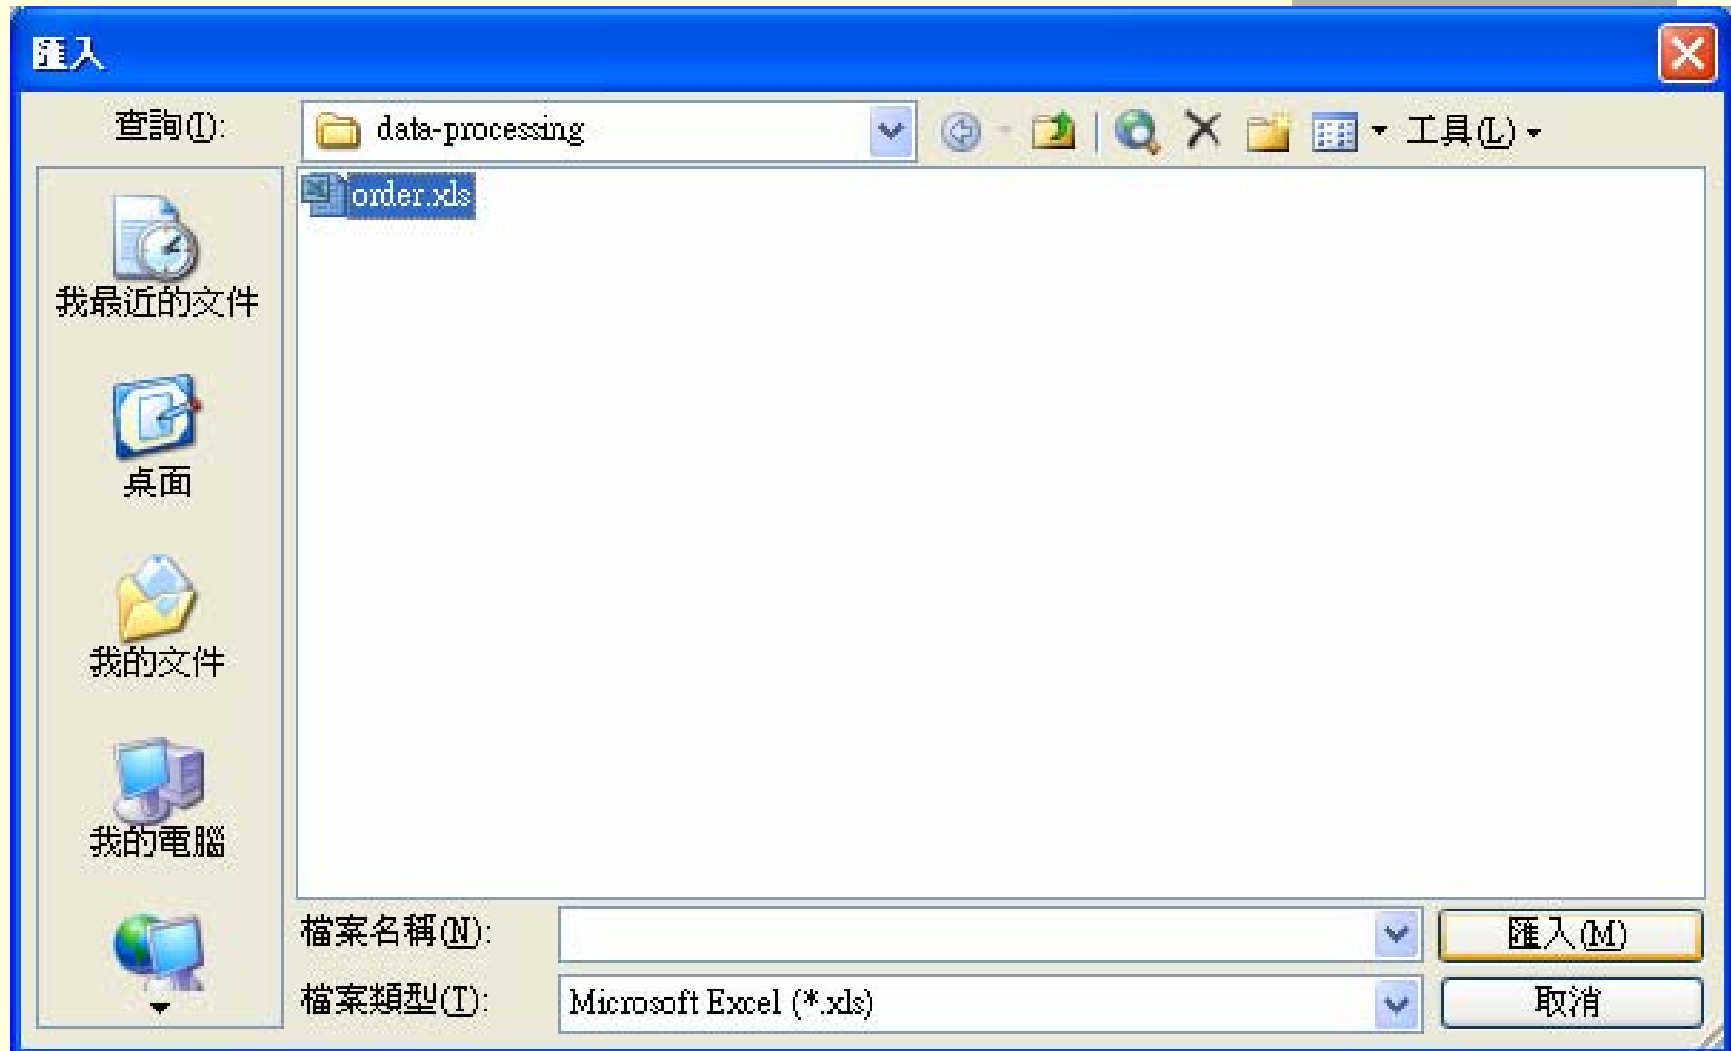 匯入
查詢(I):
data-processing
工具(L)
order.xls
我最近的文件
桌面
我的文件
我的電腦
檔案名稱(N):
匯入(M)
檔案類型(T):
Microsoft Excel (*.xls)
取消